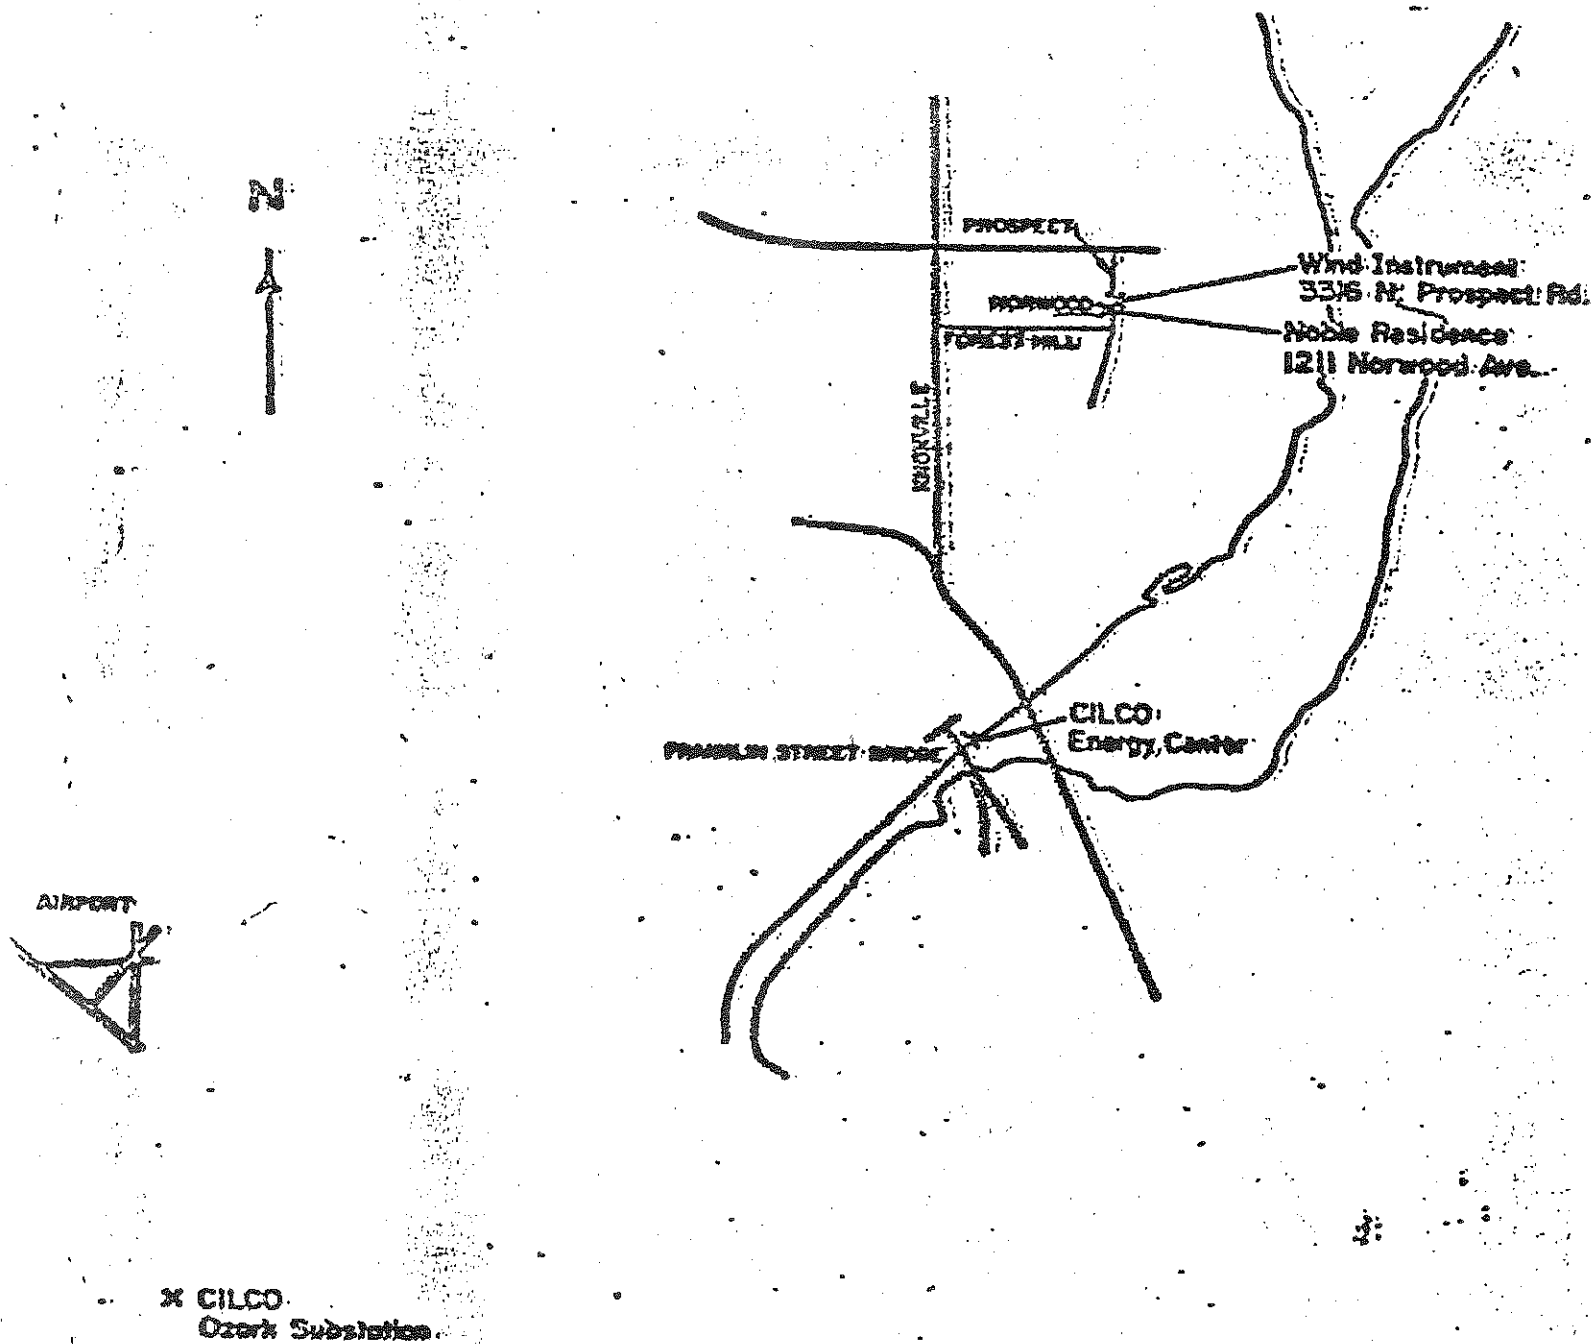 N
PROSPECT
Wind Instrument
3316 N. Prospect Rd.
NORWOOD
Noble Residence
1211 Norwood Ave.
FOREST HILL
KNOXVILLE
CILCO
Energy Center
FRANKLIN STREET BRIDGE
AIRPORT
X CILCO
Ozark Substation